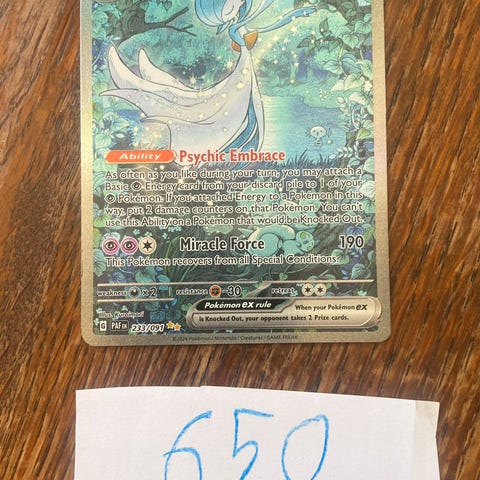 Ability Psychic Embrace
As often as you like during your turn, you may attach a
Basic Energy card from your discard pile to 1 of your
Pokémon. If you attached Energy to a Pokémon in this
way, put 2 damage counters on that Pokémon. You can't
use this Ability on a Pokémon that would be Knocked Out.
Miracle Force 190
This Pokémon recovers from all Special Conditions.
weakness ×2 resistance -30 retreat
Pokémon ex rule When your Pokémon ex
is Knocked Out, your opponent takes 2 Prize cards.
Illus. Kuroimori
G PAF EN 233/091
©2024 Pokémon / Nintendo / Creatures / GAME FREAK
650